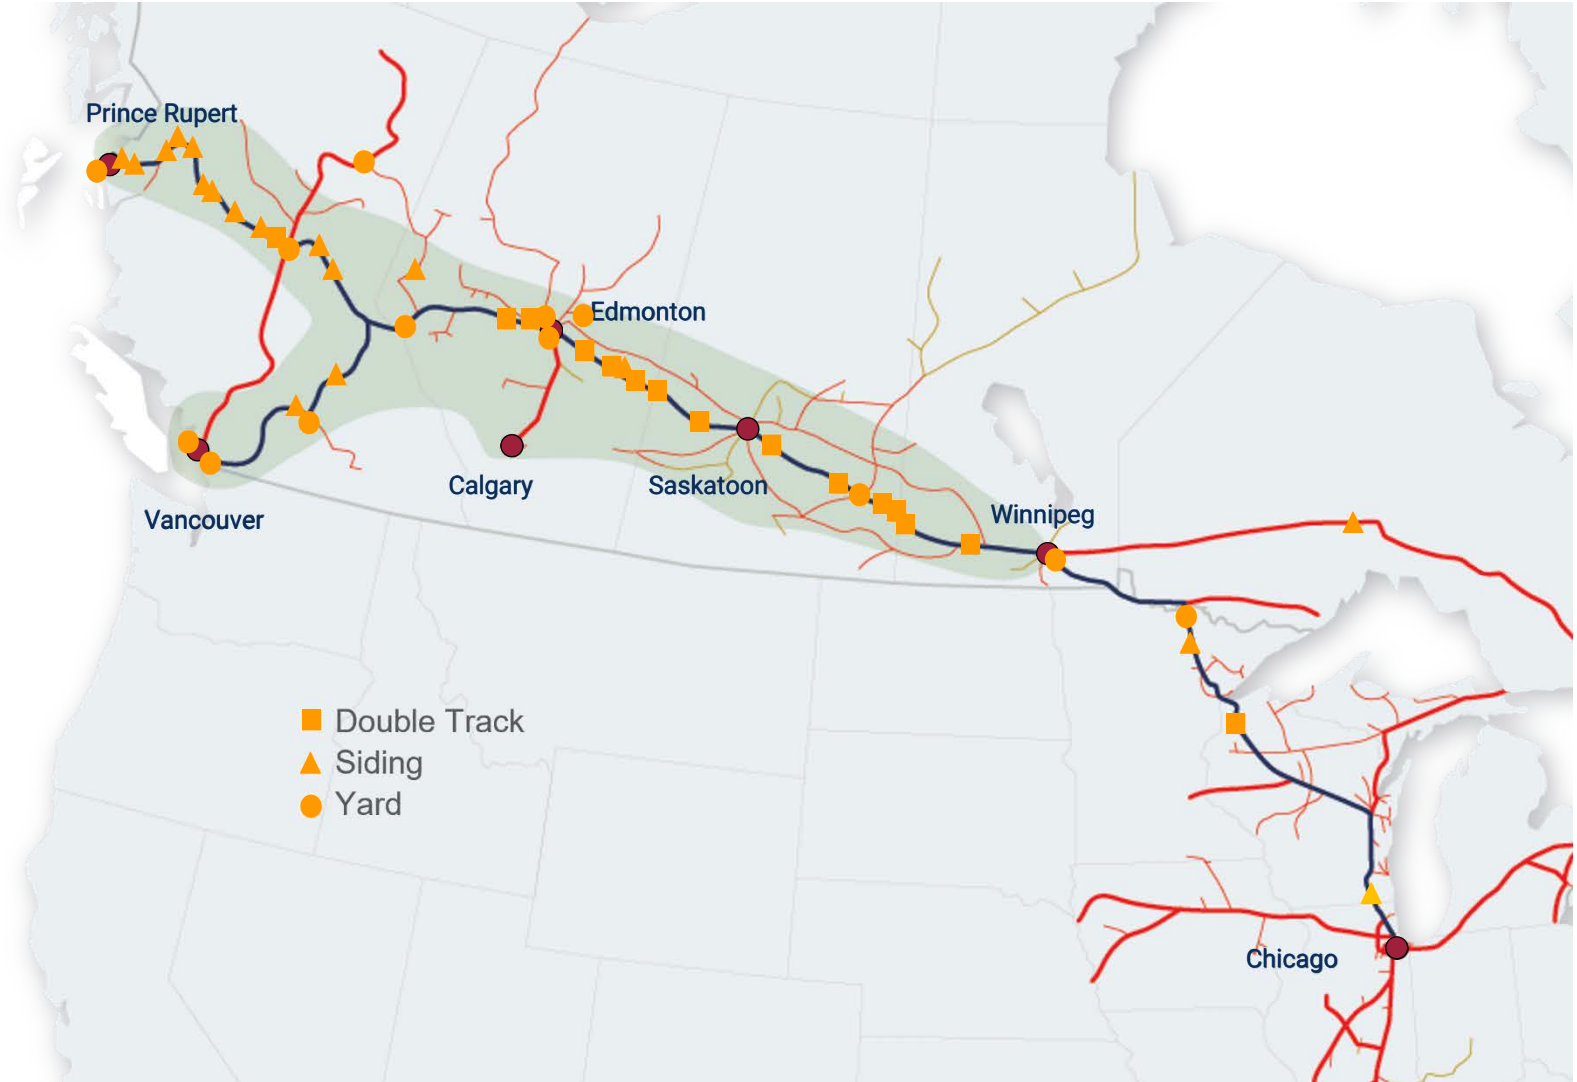 Prince Rupert
Edmonton
Calgary
Saskatoon
Vancouver
Winnipeg
Double Track
Siding
Yard
Chicago